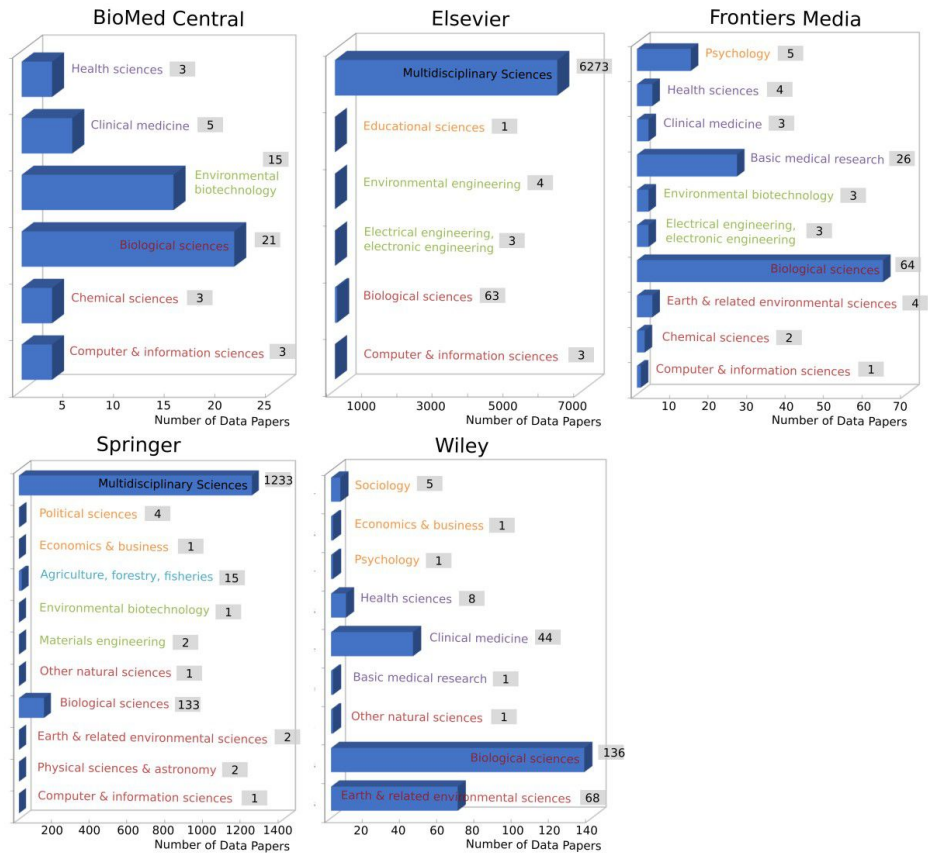 BioMed Central
Health sciences 3
Clinical medicine 5
15
Environmental
biotechnology
Biological sciences 21
Chemical sciences 3
Computer & information sciences 3
5 10 15 20 25
Number of Data Papers
Elsevier
Multidisciplinary Sciences 6273
Educational sciences 1
Environmental engineering 4
Electrical engineering,
electronic engineering 3
Biological sciences 63
Computer & information sciences 3
1000 3000 5000 7000
Number of Data Papers
Frontiers Media
Psychology 5
Health sciences 4
Clinical medicine 3
Basic medical research 26
Environmental biotechnology 3
Electrical engineering,
electronic engineering 3
Biological sciences 64
Earth & related environmental sciences 4
Chemical sciences 2
Computer & information sciences 1
10 20 30 40 50 60 70
Number of Data Papers
Springer
Multidisciplinary Sciences 1233
Political sciences 4
Economics & business 1
Agriculture, forestry, fisheries 15
Environmental biotechnology 1
Materials engineering 2
Other natural sciences 1
Biological sciences 133
Earth & related environmental sciences 2
Physical sciences & astronomy 2
Computer & information sciences 1
200 400 600 800 1000 1200 1400
Number of Data Papers
Wiley
Sociology 5
Economics & business 1
Psychology 1
Health sciences 8
Clinical medicine 44
Basic medical research 1
Other natural sciences 1
Biological sciences 136
Earth & related environmental sciences 68
20 40 60 80 100 120 140
Number of Data Papers